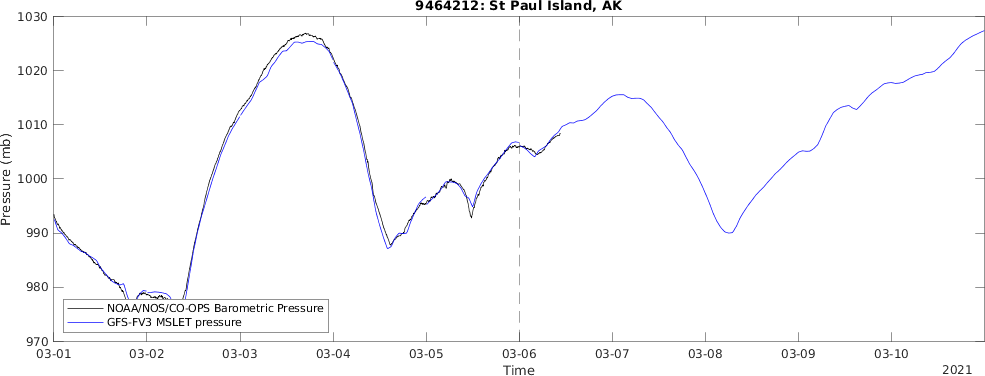 9464212: St Paul Island, AK
1030
1020
1010
1000
990
980
970
Pressure (mb)
NOAA/NOS/CO-OPS Barometric Pressure
GFS-FV3 MSLET pressure
03-01 03-02 03-03 03-04 03-05 03-06 03-07 03-08 03-09 03-10
Time
2021